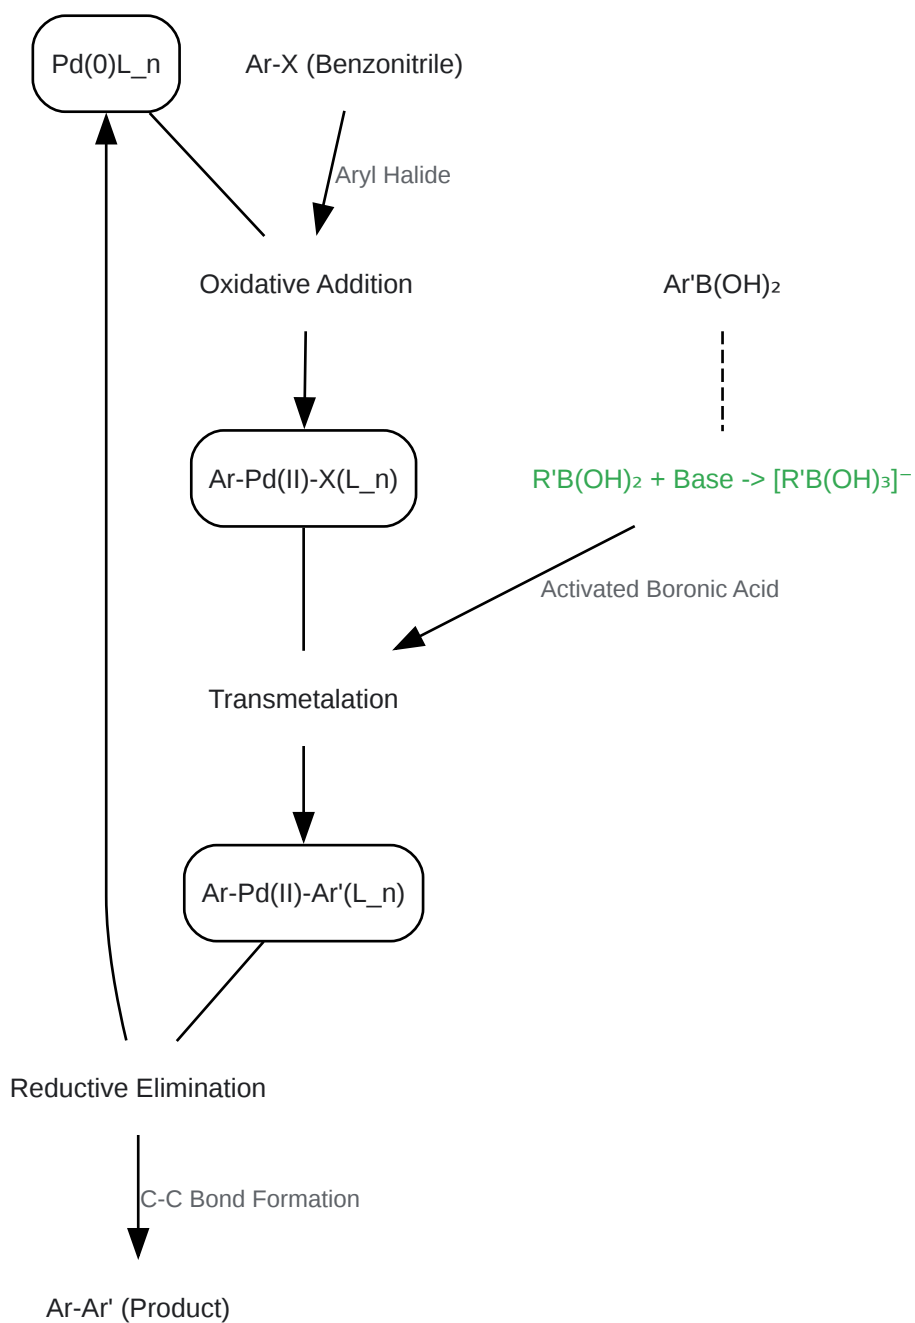 Pd(0)L_n
Ar-X (Benzonitrile)
Aryl Halide
Oxidative Addition
Ar'B(OH)₂
Ar-Pd(II)-X(L_n)
R'B(OH)₂ + Base -> [R'B(OH)₃]⁻
Activated Boronic Acid
Transmetalation
Ar-Pd(II)-Ar'(L_n)
Reductive Elimination
C-C Bond Formation
Ar-Ar' (Product)